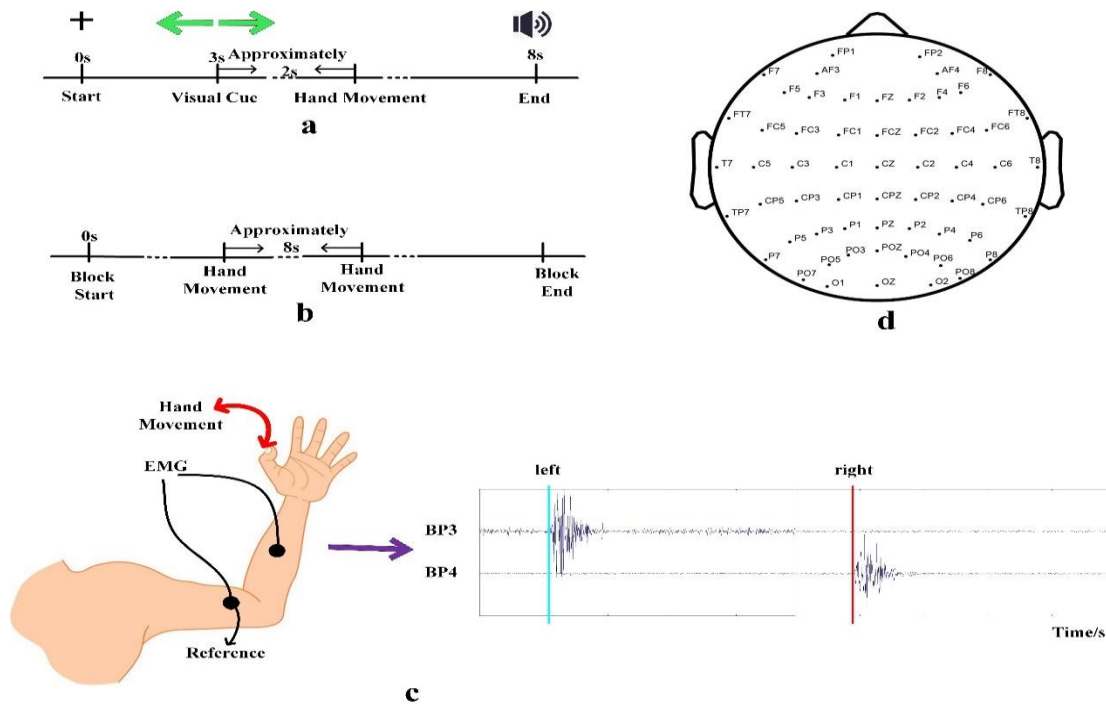 +
0s
3s
Approximately
2s
8s
Start
Visual Cue
Hand Movement
End
a
0s
Approximately
8s
Block
Start
Hand
Movement
Hand
Movement
Block
End
b
FP1 FP2
F7 AF3 AF4 F8
F5 F3 F1 FZ F2 F4 F6
FT7 FC5 FC3 FC1 FCZ FC2 FC4 FC6 FT8
T7 C5 C3 C1 CZ C2 C4 C6 T8
TP7 CP5 CP3 CP1 CPZ CP2 CP4 CP6 TP8
P7 P5 P3 P1 PZ P2 P4 P6 P8
PO7 PO5 PO3 POZ PO4 PO6 PO8
O1 OZ O2
d
Hand
Movement
EMG
Reference
left
right
BP3
BP4
Time/s
c